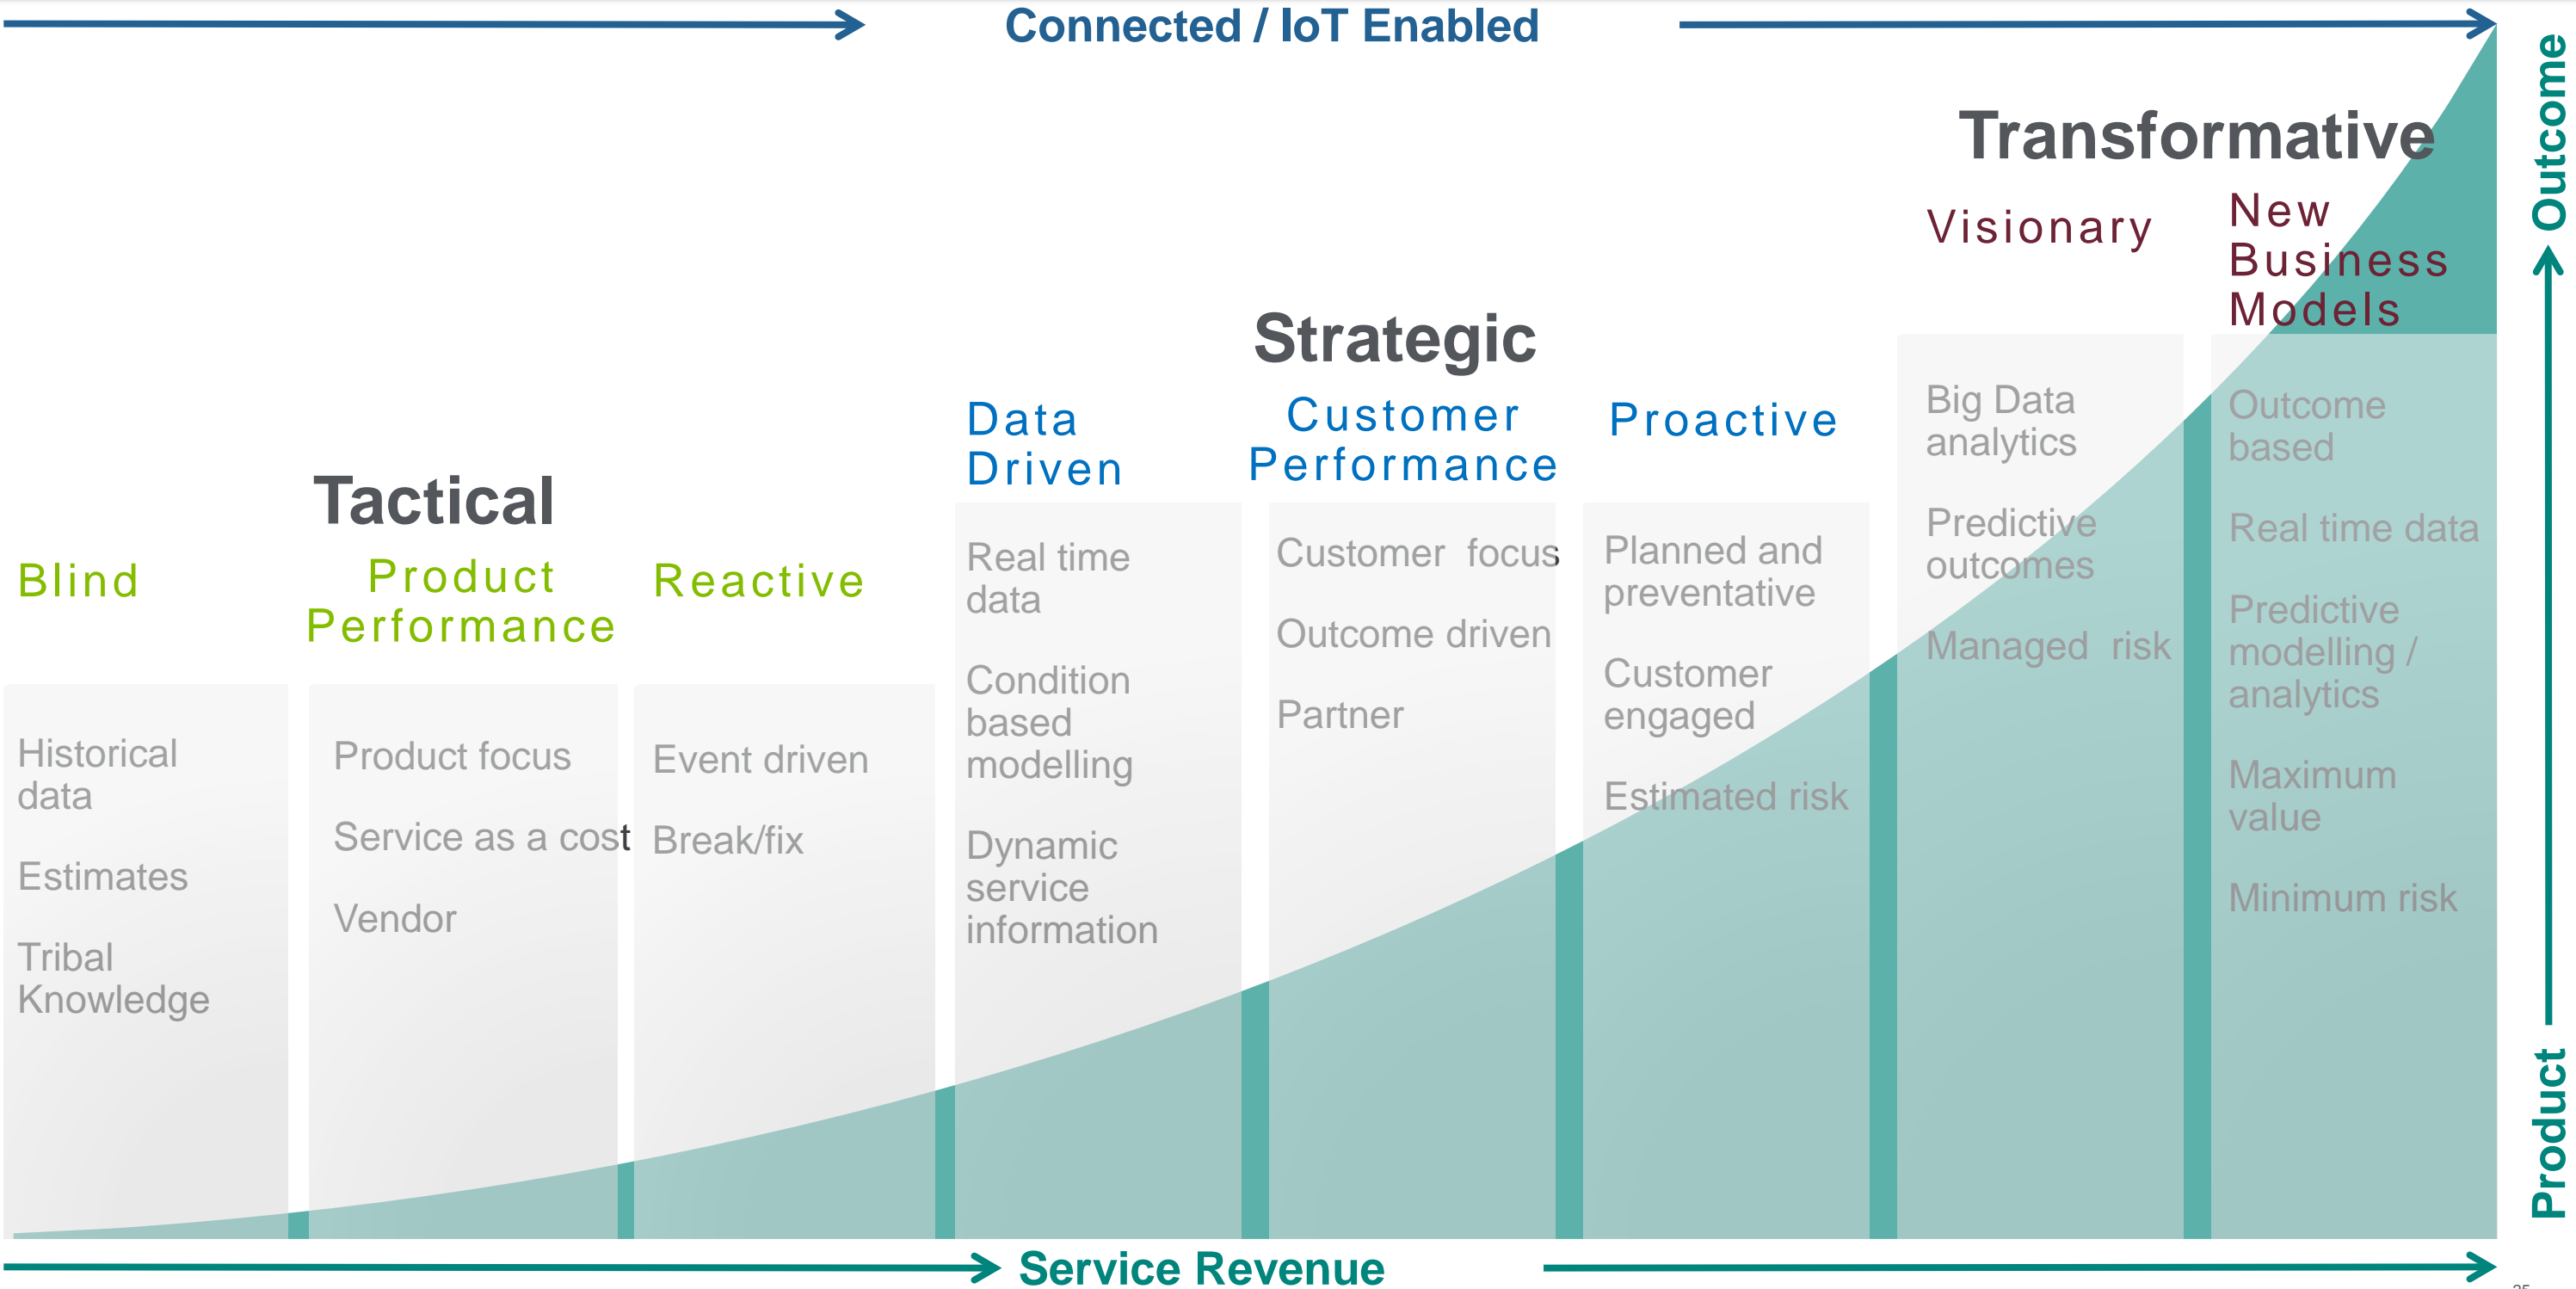 Connected / IoT Enabled
Outcome
Product
Transformative
Visionary
New
Business
Models
Strategic
Data
Driven
Customer
Performance
Proactive
Tactical
Blind
Product
Performance
Reactive
Historical
data
Estimates
Tribal
Knowledge
Product focus
Service as a cost
Vendor
Event driven
Break/fix
Real time
data
Condition
based
modelling
Dynamic
service
information
Customer focus
Outcome driven
Partner
Planned and
preventative
Customer
engaged
Estimated risk
Big Data
analytics
Predictive
outcomes
Managed risk
Outcome
based
Real time data
Predictive
modelling /
analytics
Maximum
value
Minimum risk
Service Revenue